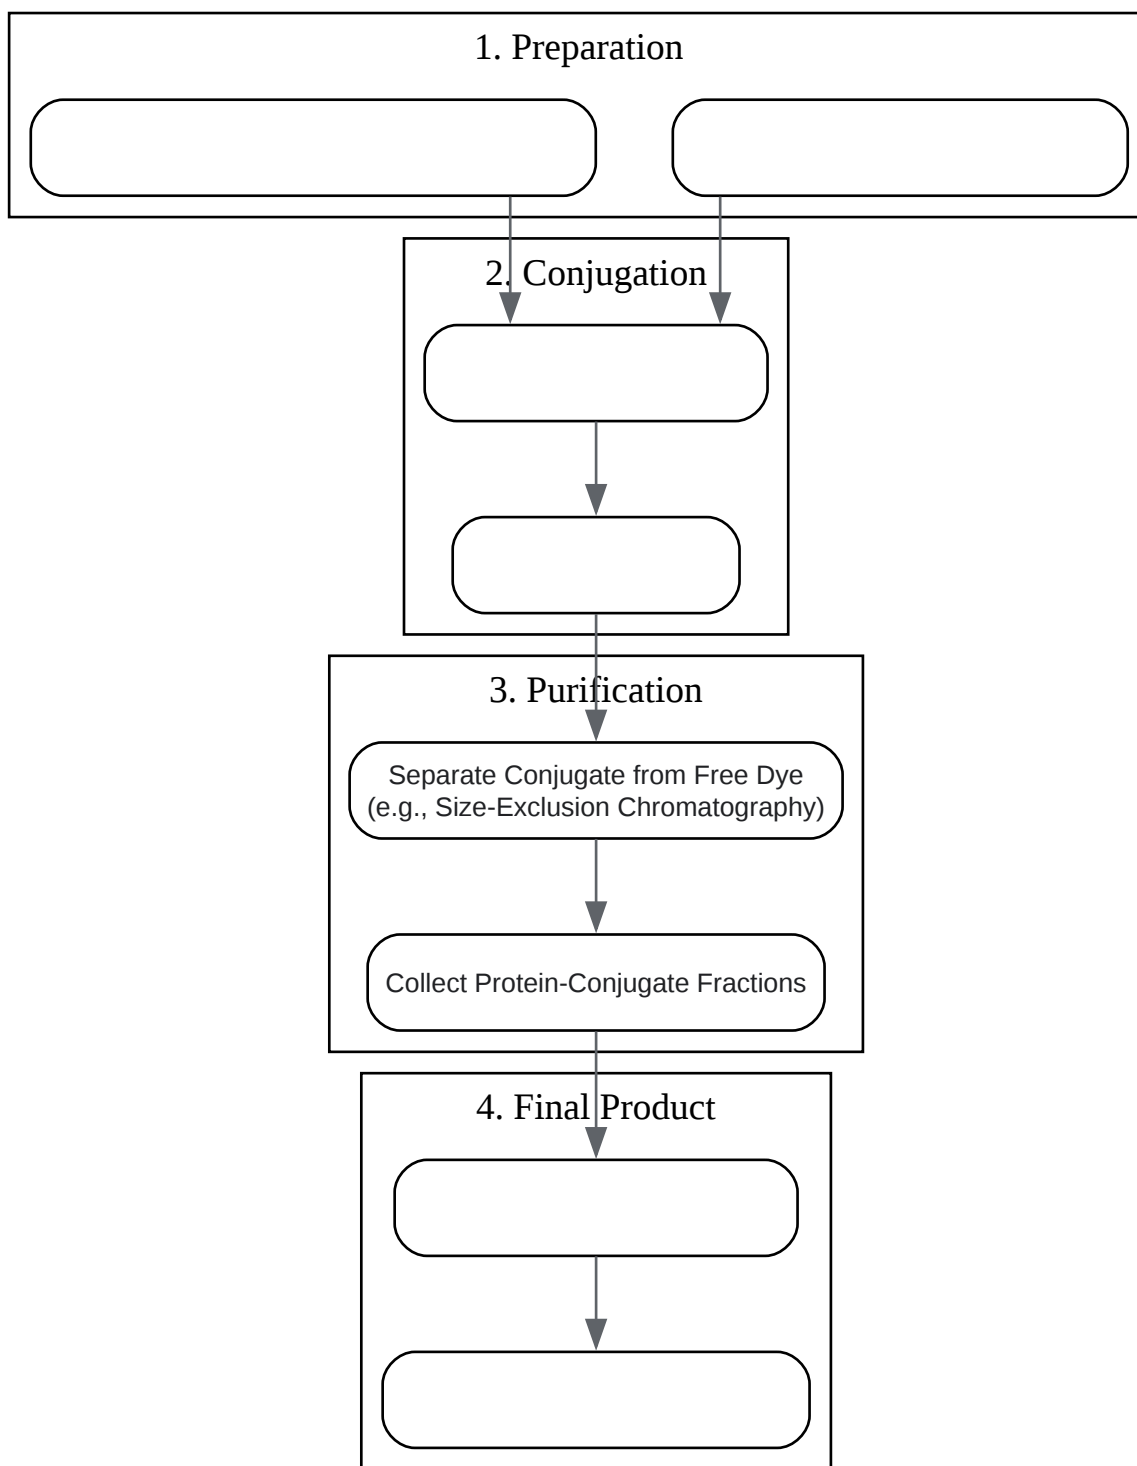 1. Preparation
2. Conjugation
3. Purification
Separate Conjugate from Free Dye
(e.g., Size-Exclusion Chromatography)
Collect Protein-Conjugate Fractions
4. Final Product